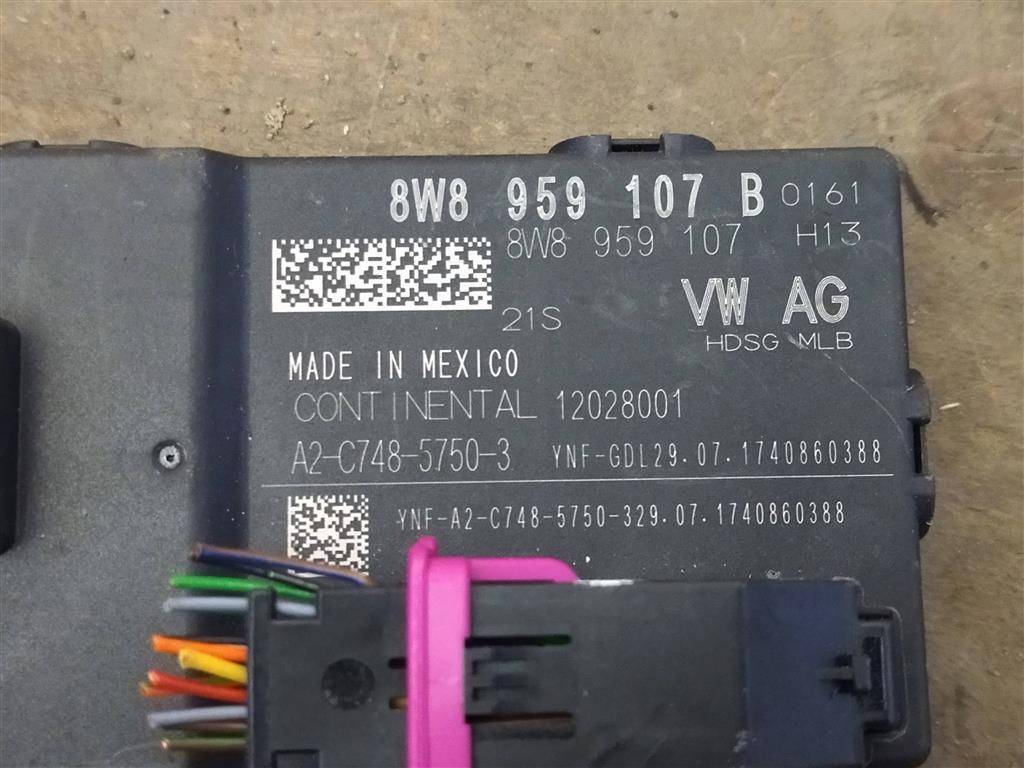 8W8 959 107 B 0161
8W8 959 107 H13
21S
VW AG
HDSG MLB
MADE IN MEXICO
CONTINENTAL 12028001
A2-C748-5750-3 YNF-GDL29.07.1740860388
YNF-A2-C748-5750-329.07.1740860388